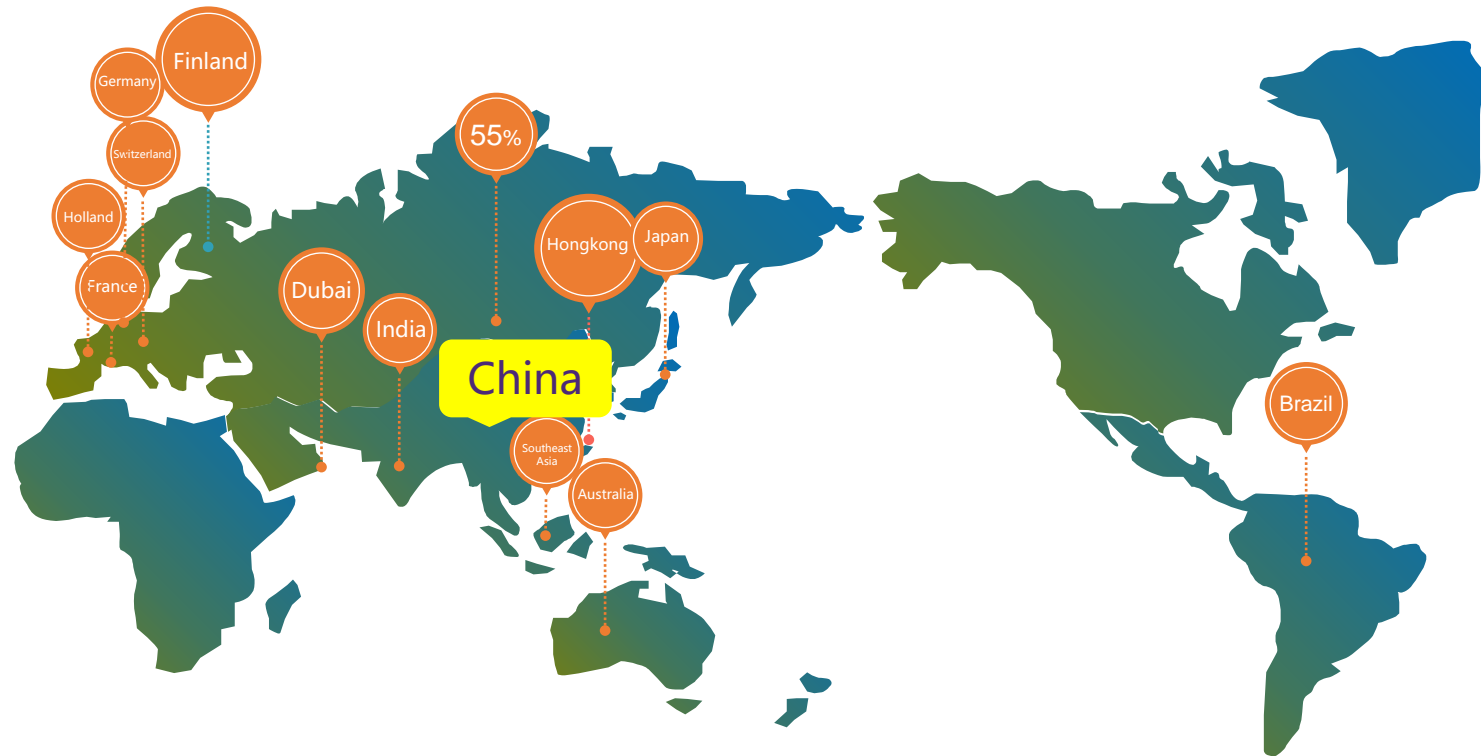 Finland
Germany
55%
Switzerland
Holland
Hongkong
Japan
France
Dubai
India
China
Brazil
Southeast
Asia
Australia